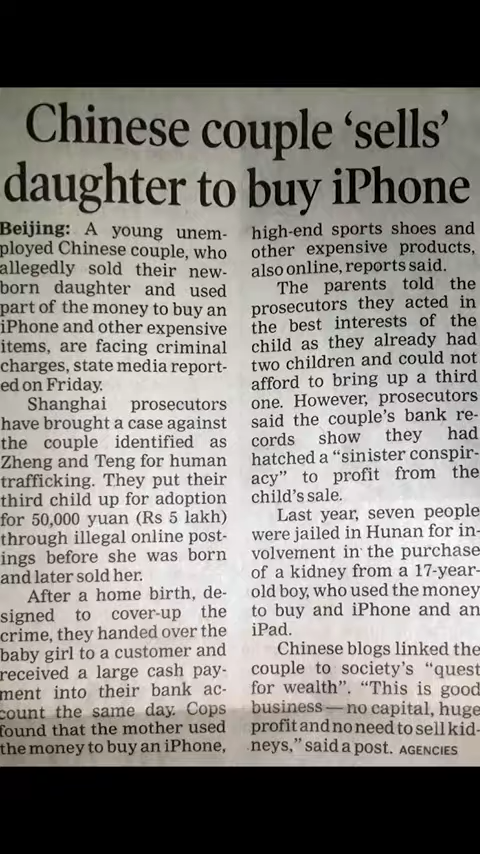 Chinese couple ‘sells’
daughter to buy iPhone
Beijing: A young unem-
ployed Chinese couple, who
allegedly sold their new-
born daughter and used
part of the money to buy an
iPhone and other expensive
items, are facing criminal
charges, state media report-
ed on Friday.
Shanghai prosecutors
have brought a case against
the couple identified as
Zheng and Teng for human
trafficking. They put their
third child up for adoption
for 50,000 yuan (Rs 5 lakh)
through illegal online post-
ings before she was born
and later sold her.
After a home birth, de-
signed to cover-up the
crime, they handed over the
baby girl to a customer and
received a large cash pay-
ment into their bank ac-
count the same day. Cops
found that the mother used
the money to buy an iPhone,
high-end sports shoes and
other expensive products,
also online, reports said.
The parents told the
prosecutors they acted in
the best interests of the
child as they already had
two children and could not
afford to bring up a third
one. However, prosecutors
said the couple’s bank re-
cords show they had
hatched a “sinister conspir-
acy” to profit from the
child’s sale.
Last year, seven people
were jailed in Hunan for in-
volvement in the purchase
of a kidney from a 17-year-
old boy, who used the money
to buy and iPhone and an
iPad.
Chinese blogs linked the
couple to society’s “quest
for wealth”. “This is good
business — no capital, huge
profit and no need to sell kid-
neys,” said a post. AGENCIES